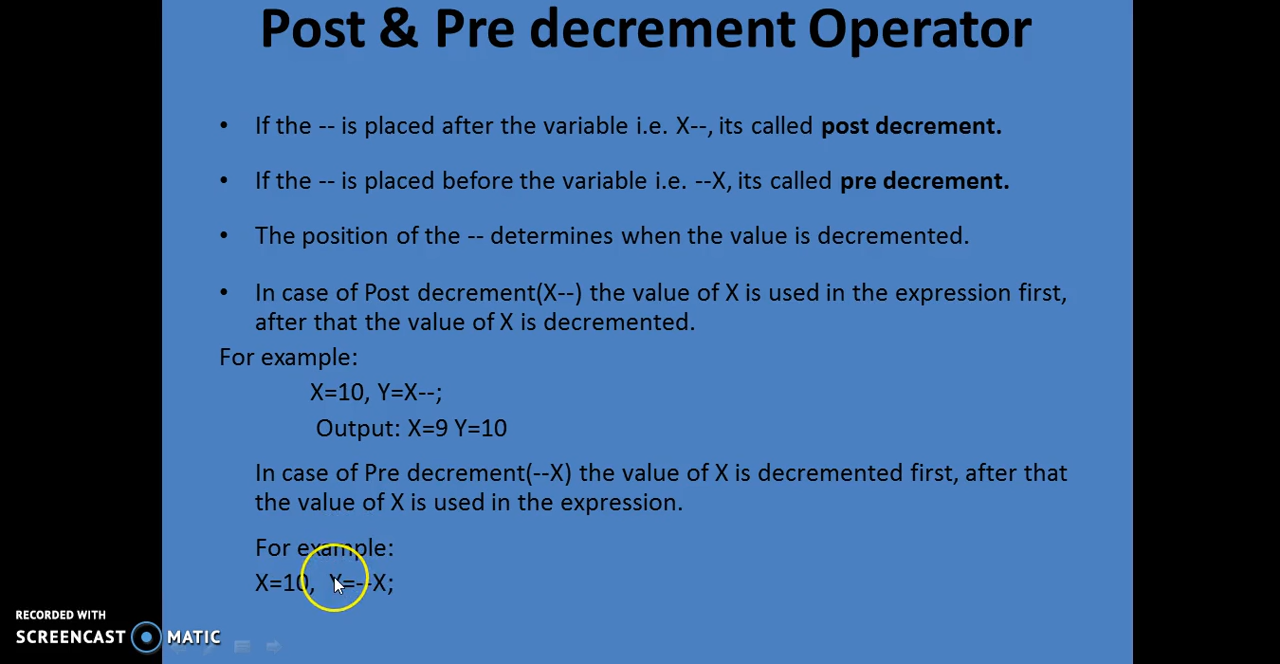 Post & Pre decrement Operator
• If the -- is placed after the variable i.e. X--, its called post decrement.
• If the -- is placed before the variable i.e. --X, its called pre decrement.
• The position of the -- determines when the value is decremented.
• In case of Post decrement(X--) the value of X is used in the expression first,
after that the value of X is decremented.
For example:
X=10, Y=X--;
Output: X=9 Y=10
In case of Pre decrement(--X) the value of X is decremented first, after that
the value of X is used in the expression.
For example:
X=10, Y=--X;
RECORDED WITH
SCREENCAST MATIC